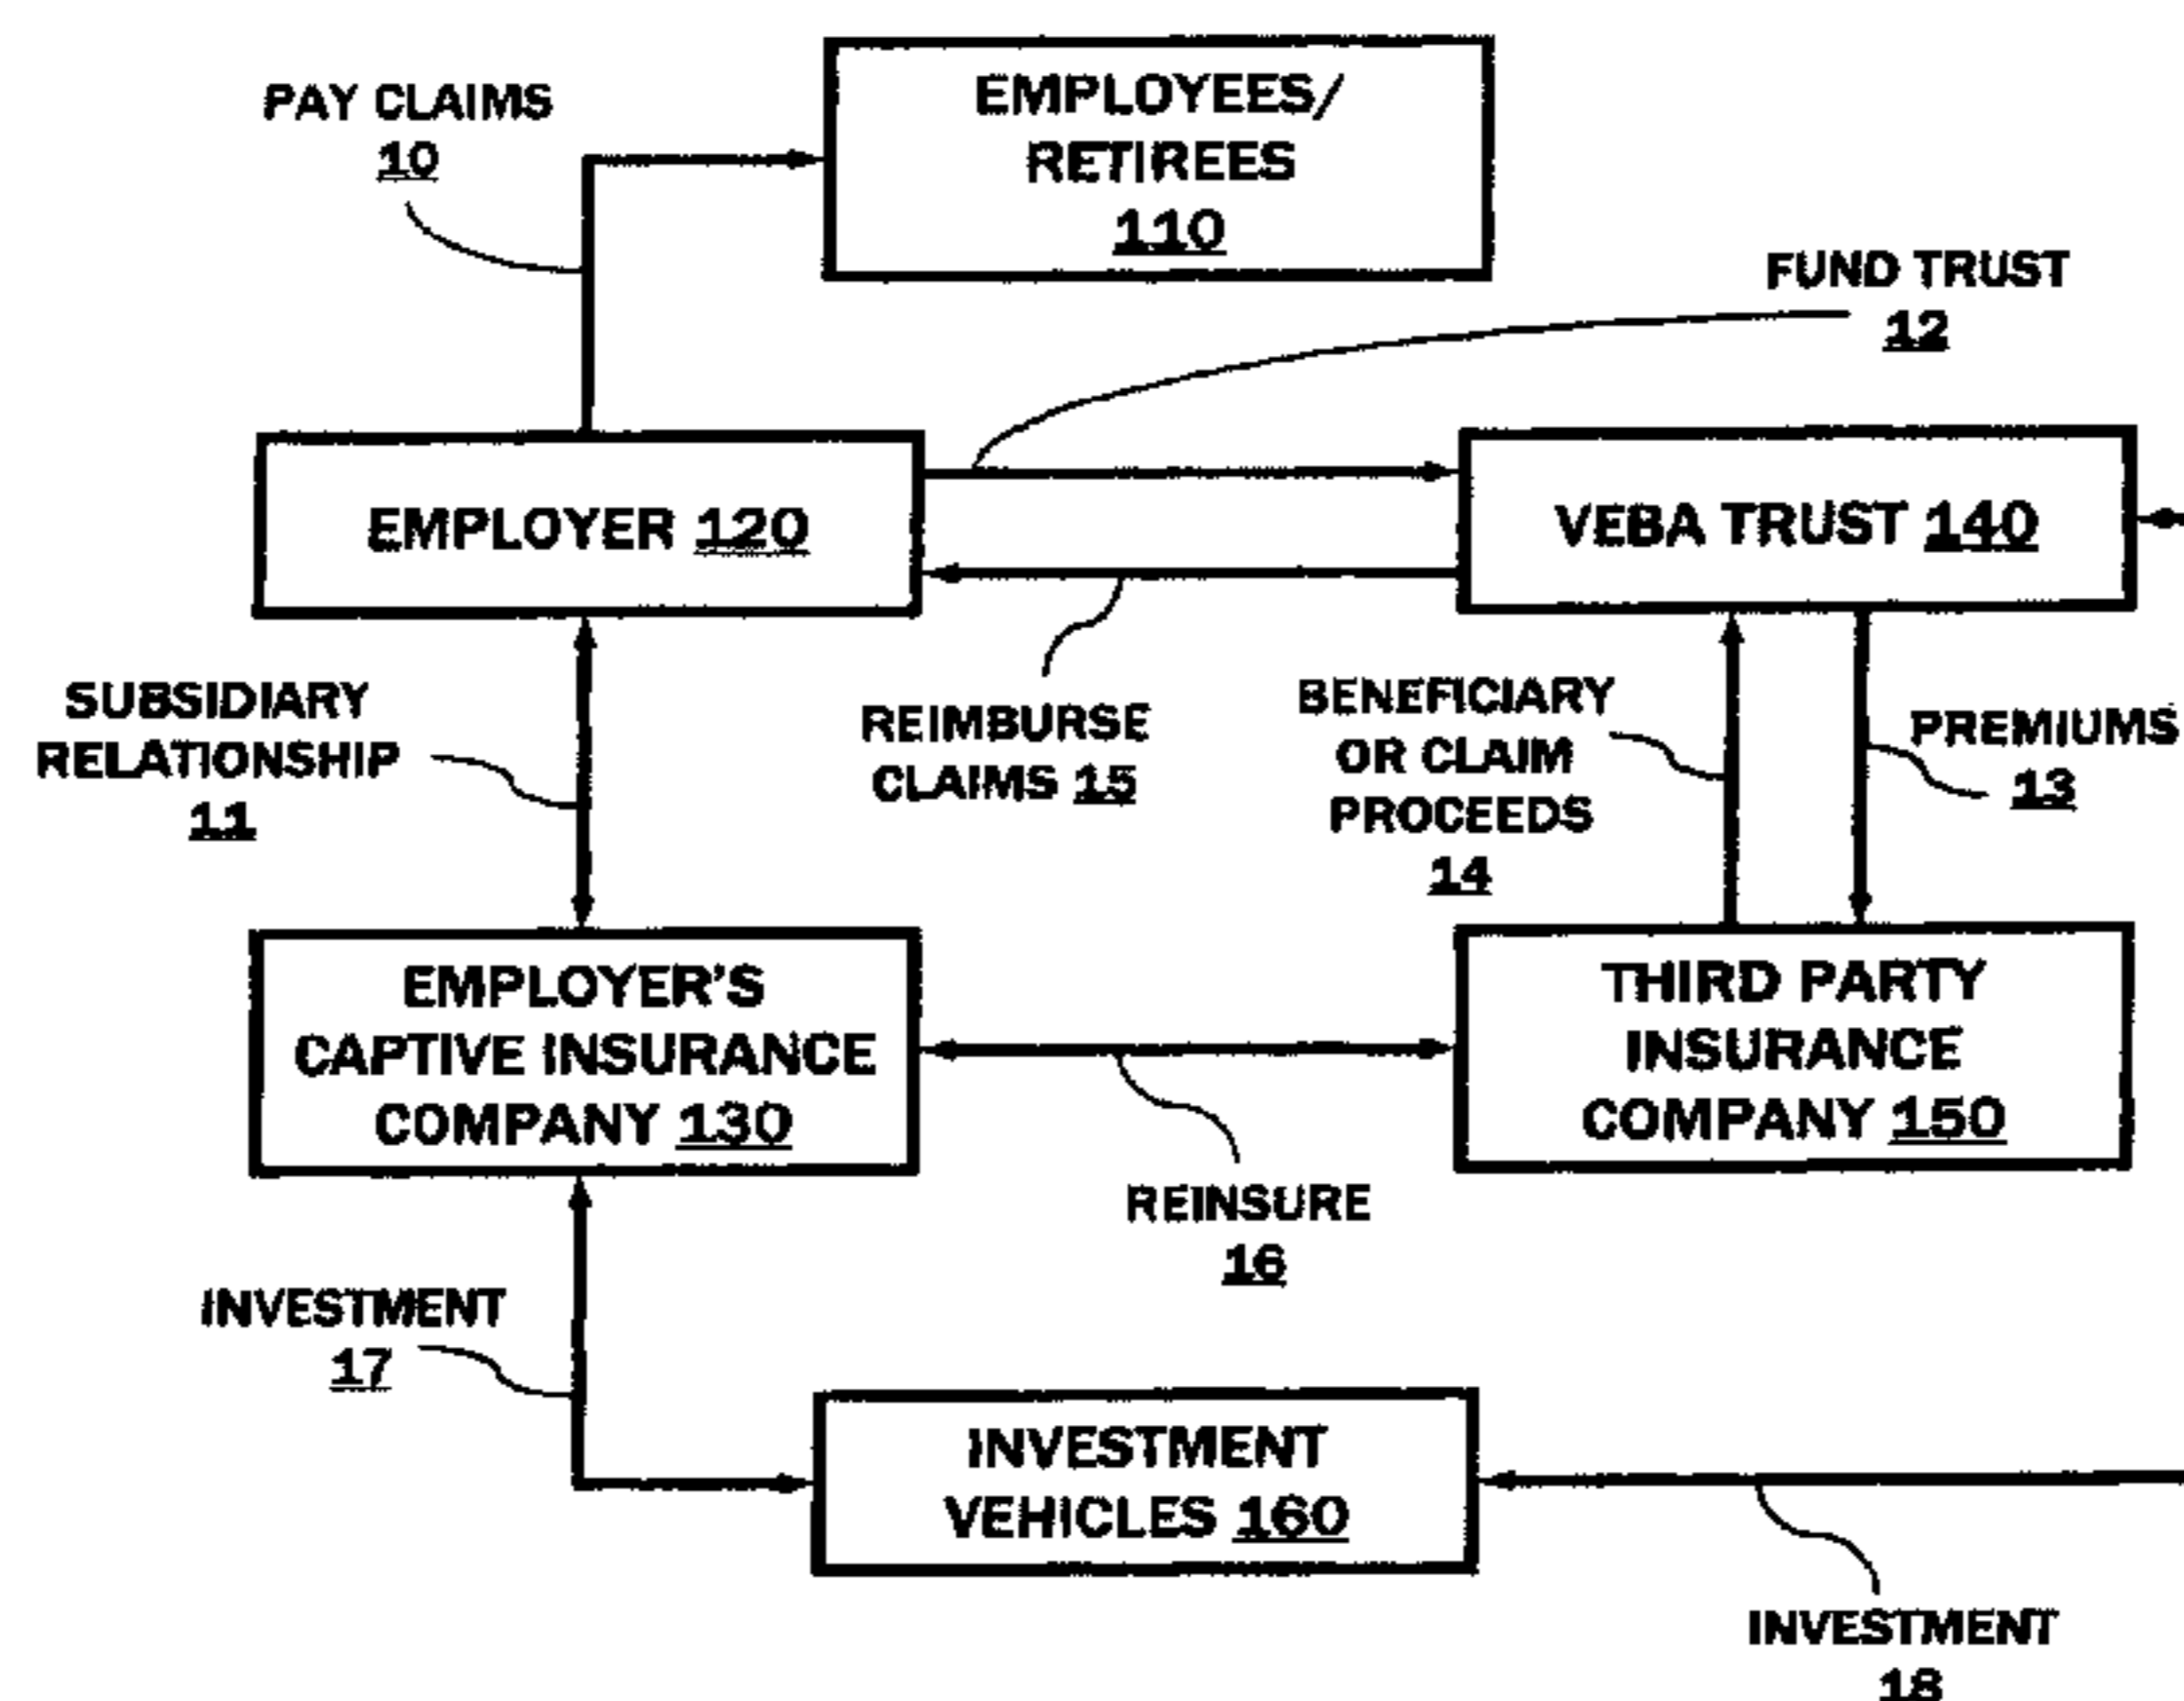 PAY CLAIMS
10
EMPLOYEES/
RETIREES
110
FUND TRUST
12
EMPLOYER 120
VEBA TRUST 140
SUBSIDIARY
RELATIONSHIP
11
REIMBURSE
CLAIMS 15
BENEFICIARY
OR CLAIM
PROCEEDS
14
PREMIUMS
13
EMPLOYER'S
CAPTIVE INSURANCE
COMPANY 130
THIRD PARTY
INSURANCE
COMPANY 150
REINSURE
16
INVESTMENT
17
INVESTMENT
VEHICLES 160
INVESTMENT
18